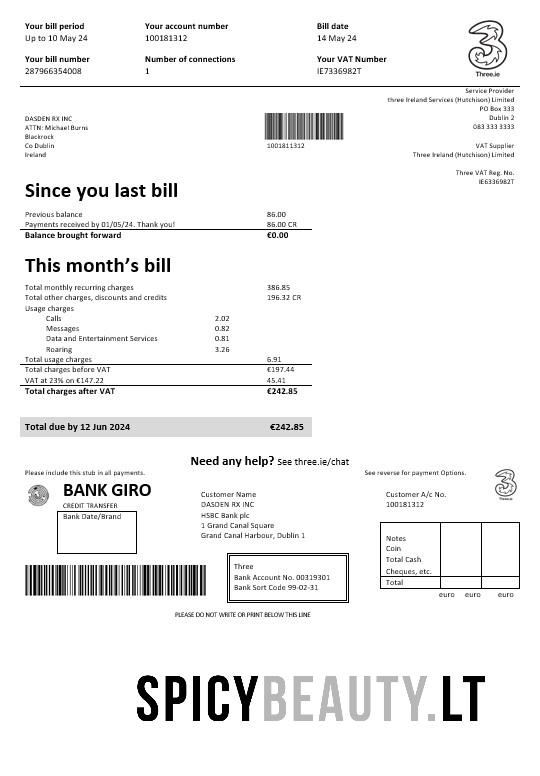 Your bill period
Up to 10 May 24
Your account number
100181312
Bill date
14 May 24
Your bill number
287966354008
Number of connections
1
Your VAT Number
IE7336982T
Three.ie
Service Provider
three Ireland Services (Hutchison) Limited
PO Box 333
Dublin 2
083 333 3333
VAT Supplier
Three Ireland (Hutchison) Limited
Three VAT Reg. No.
IE6336982T
DASDEN RX INC
ATTN: Michael Burns
Blackrock
Co Dublin
Ireland
1001811312
Since you last bill
Previous balance 86.00
Payments received by 01/05/24. Thank you! 86.00 CR
Balance brought forward €0.00
This month's bill
Total monthly recurring charges 386.85
Total other charges, discounts and credits 196.32 CR
Usage charges
Calls 2.02
Messages 0.82
Data and Entertainment Services 0.81
Roaring 3.26
Total usage charges 6.91
Total charges before VAT €197.44
VAT at 23% on €147.22 45.41
Total charges after VAT €242.85
Total due by 12 Jun 2024 €242.85
Need any help? See three.ie/chat
Please include this stub in all payments.
See reverse for payment Options.
BANK GIRO
CREDIT TRANSFER
Bank Date/Brand
Customer Name
DASDEN RX INC
HSBC Bank plc
1 Grand Canal Square
Grand Canal Harbour, Dublin 1
Customer A/c No.
100181312
Three
Bank Account No. 00319301
Bank Sort Code 99-02-31
Notes
Coin
Total Cash
Cheques, etc.
Total
euro euro euro
PLEASE DO NOT WRITE OR PRINT BELOW THIS LINE
SPICYBEAUTY.LT